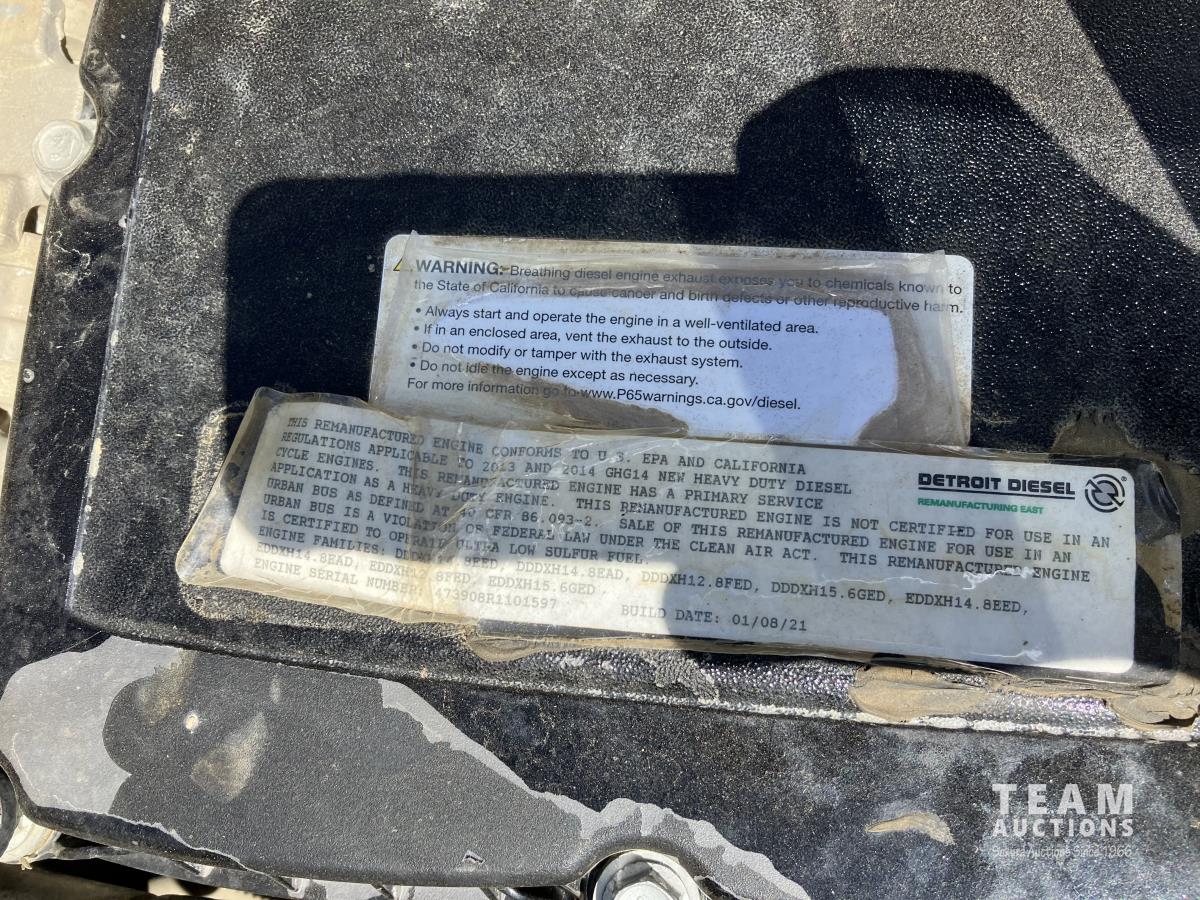 WARNING: Breathing diesel engine exhaust exposes you to chemicals known to
the State of California to cause cancer and birth defects or other reproductive harm.
• Always start and operate the engine in a well-ventilated area.
• If in an enclosed area, vent the exhaust to the outside.
• Do not modify or tamper with the exhaust system.
• Do not idle the engine except as necessary.
For more information go to www.P65warnings.ca.gov/diesel.
THIS REMANUFACTURED ENGINE CONFORMS TO U.S. EPA AND CALIFORNIA
REGULATIONS APPLICABLE TO 2013 AND 2014 GHG14 NEW HEAVY DUTY DIESEL
CYCLE ENGINES. THIS REMANUFACTURED ENGINE HAS A PRIMARY SERVICE
APPLICATION AS A HEAVY DUTY ENGINE. THIS REMANUFACTURED ENGINE IS NOT CERTIFIED FOR USE IN AN
URBAN BUS AS DEFINED AT 40 CFR 86.093-2. SALE OF THIS REMANUFACTURED ENGINE FOR USE IN AN
URBAN BUS IS A VIOLATION OF FEDERAL LAW UNDER THE CLEAN AIR ACT. THIS REMANUFACTURED ENGINE
IS CERTIFIED TO OPERATE ULTRA LOW SULFUR FUEL.
ENGINE FAMILIES: DDDXH14.8EED, DDDXH14.8EAD, DDDXH12.8FED, DDDXH15.6GED, EDDXH14.8EED,
EDDXH14.8EAD, EDDXH12.8FED, EDDXH15.6GED
ENGINE SERIAL NUMBER: 473908R1101597 BUILD DATE: 01/08/21
DETROIT DIESEL
REMANUFACTURING EAST
TEAM
AUCTIONS
Since 1966